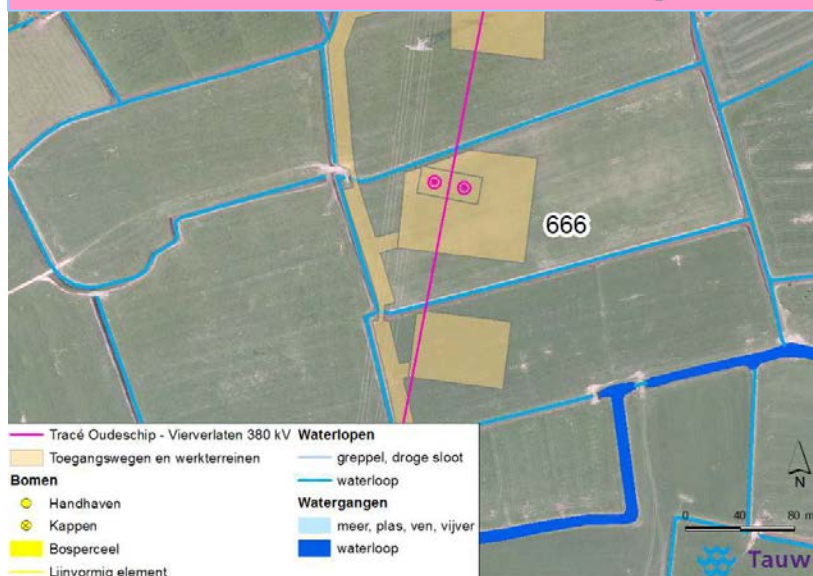 666
Tracé Oudeschip - Vierverlaten 380 kV
Toegangswegen en werkterreinen
Bomen
Handhaven
Kappen
Bosperceel
Lijnvormig element
Waterlopen
greppel, droge sloot
waterloop
Watergangen
meer, plas, ven, vijver
waterloop
N
0 40 80 m
Tauw